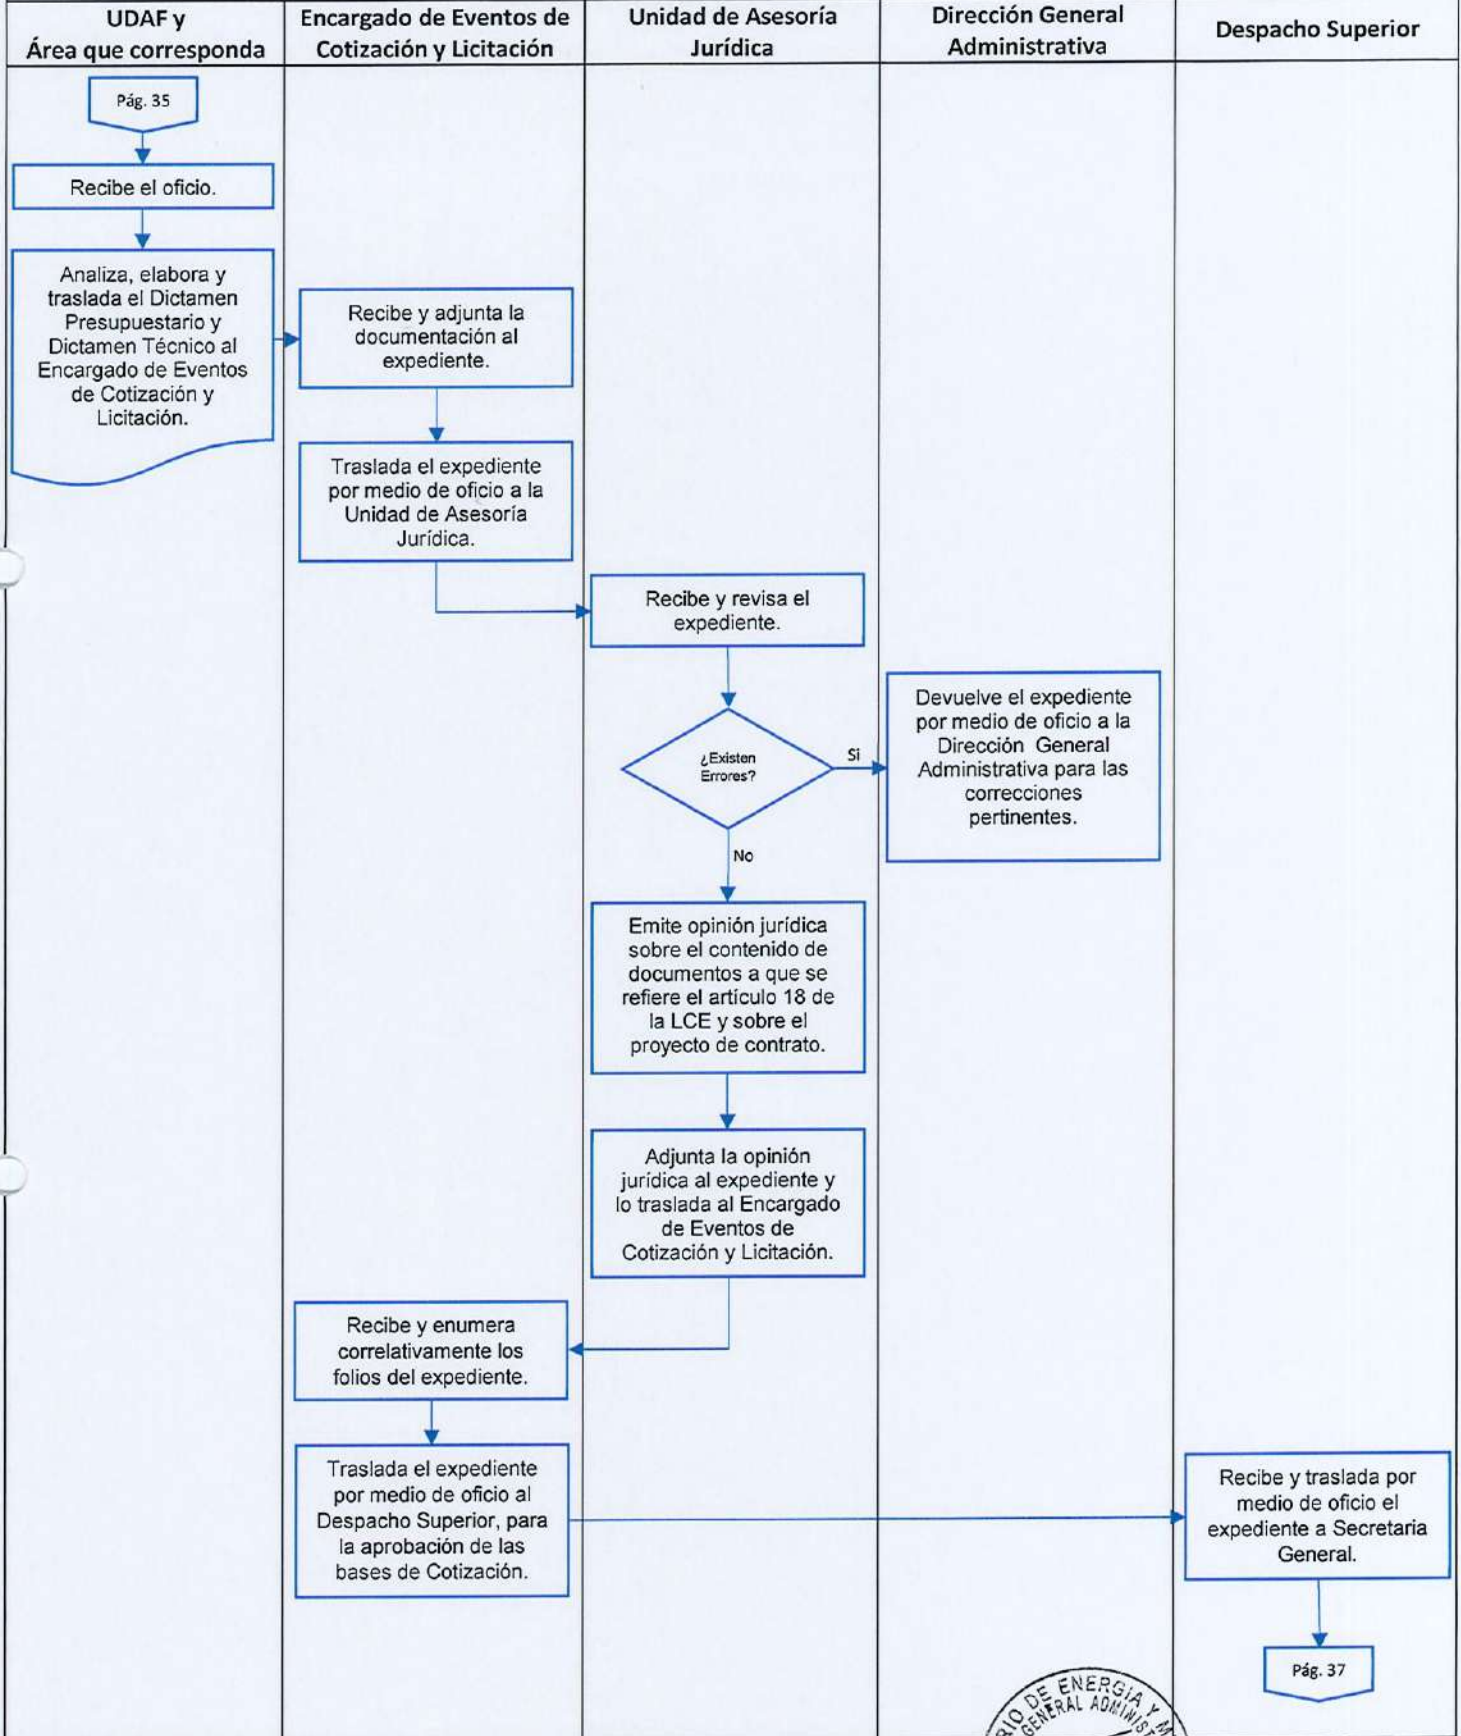 UDAF y
Área que corresponda
Encargado de Eventos de
Cotización y Licitación
Unidad de Asesoría
Jurídica
Dirección General
Administrativa
Despacho Superior
Pág. 35
Recibe el oficio.
Analiza, elabora y
traslada el Dictamen
Presupuestario y
Dictamen Técnico al
Encargado de Eventos
de Cotización y
Licitación.
Recibe y adjunta la
documentación al
expediente.
Traslada el expediente
por medio de oficio a la
Unidad de Asesoría
Jurídica.
Recibe y revisa el
expediente.
¿Existen
Errores?
Si
Devuelve el expediente
por medio de oficio a la
Dirección General
Administrativa para las
correcciones
pertinentes.
No
Emite opinión jurídica
sobre el contenido de
documentos a que se
refiere el artículo 18 de
la LCE y sobre el
proyecto de contrato.
Adjunta la opinión
jurídica al expediente y
lo traslada al Encargado
de Eventos de
Cotización y Licitación.
Recibe y enumera
correlativamente los
folios del expediente.
Traslada el expediente
por medio de oficio al
Despacho Superior, para
la aprobación de las
bases de Cotización.
Recibe y traslada por
medio de oficio el
expediente a Secretaria
General.
Pág. 37
DE ENERGIA Y
GENERAL